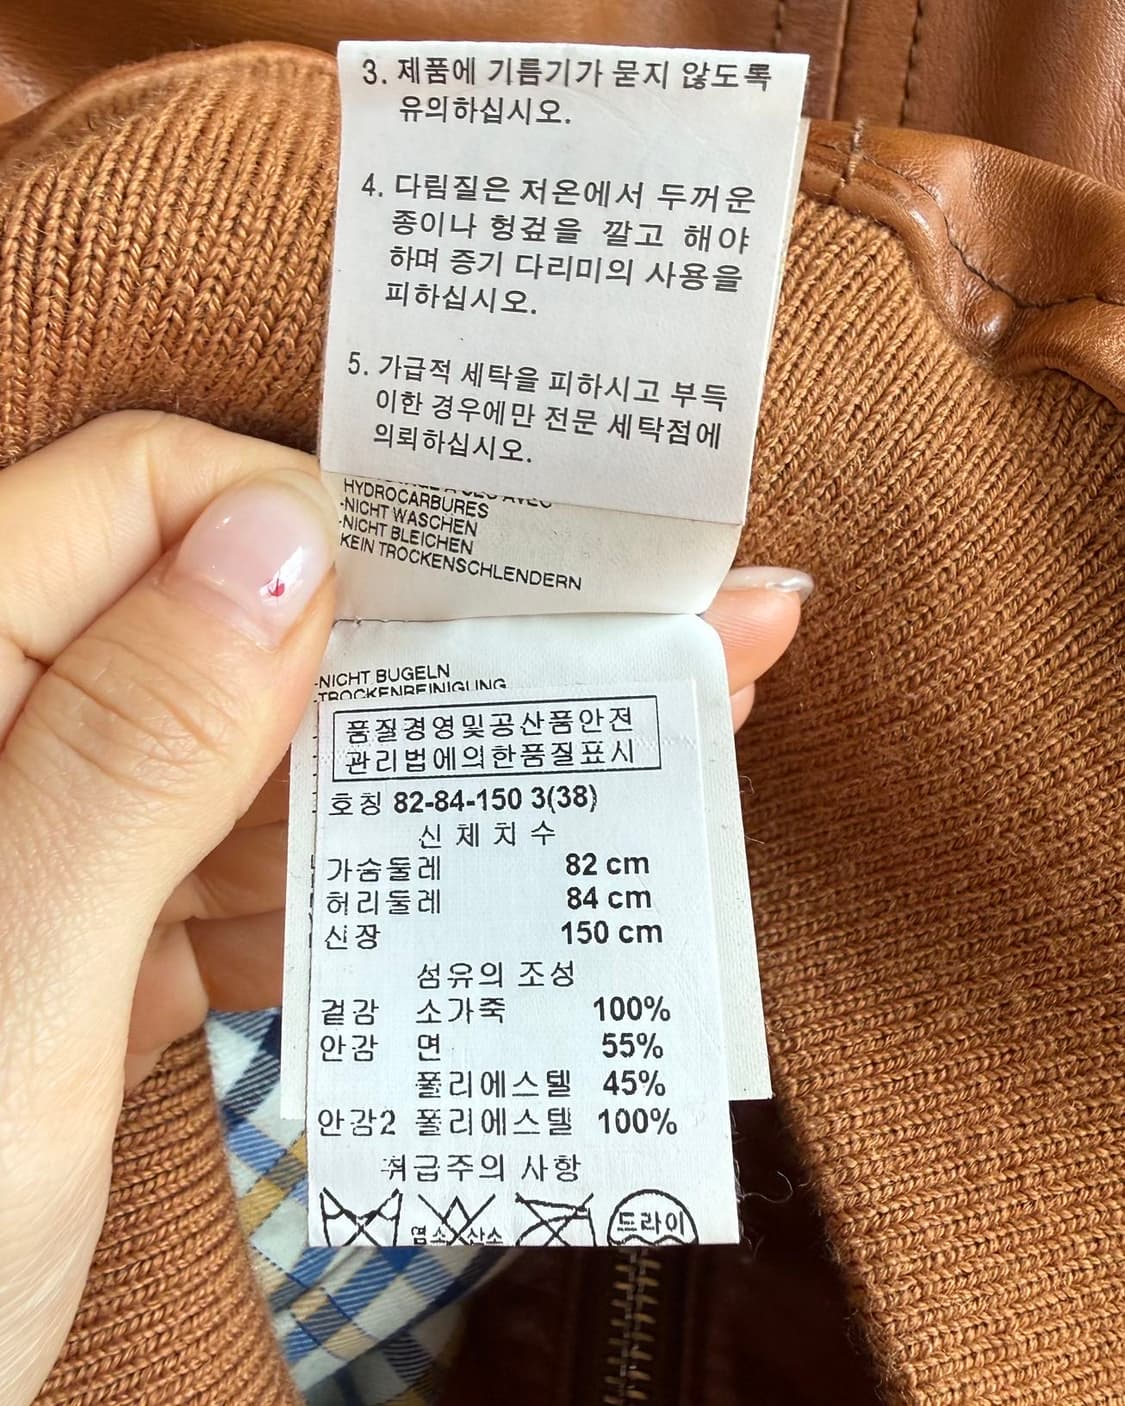 3. 제품에 기름기가 묻지 않도록
유의하십시오.
4. 다림질은 저온에서 두꺼운
종이나 헝겊을 깔고 해야
하며 증기 다리미의 사용을
피하십시오.
5. 가급적 세탁을 피하시고 부득
이한 경우에만 전문 세탁점에
의뢰하십시오.
HYDROCARBURES
-NICHT WASCHEN
-NICHT BLEICHEN
KEIN TROCKENSCHLENDERN
-NICHT BUGELN
-TROCKENREINIGUNG
품질경영및공산품안전
관리법에의한품질표시
호칭 82-84-150 3(38)
신체치수
가슴둘레 82 cm
허리둘레 84 cm
신장 150 cm
섬유의 조성
겉감 소가죽 100%
안감 면 55%
폴리에스텔 45%
안감2 폴리에스텔 100%
취급주의 사항
염소 산소
드라이